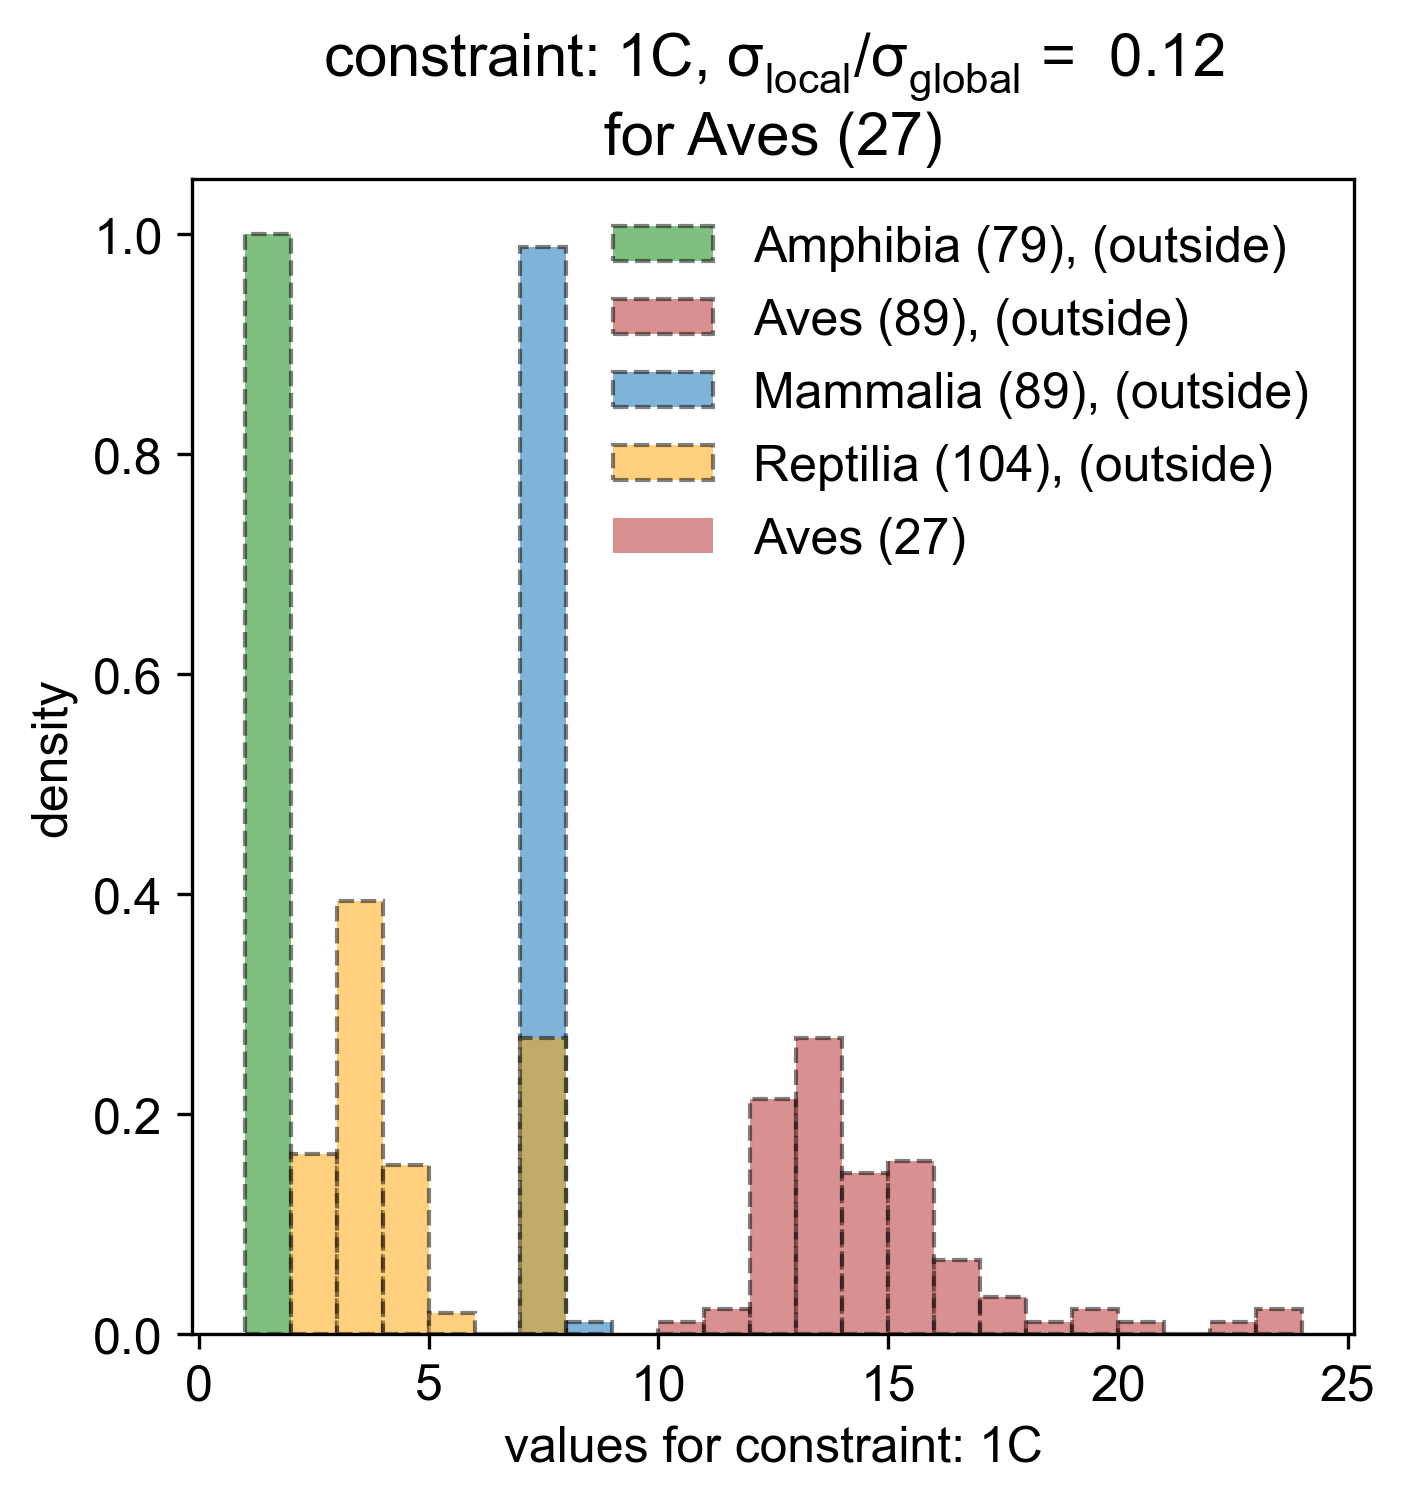 constraint: 1C, σlocal/σglobal = 0.12
for Aves (27)
Amphibia (79), (outside)
Aves (89), (outside)
Mammalia (89), (outside)
Reptilia (104), (outside)
Aves (27)
density
1.0
0.8
0.6
0.4
0.2
0.0
0 5 10 15 20 25
values for constraint: 1C